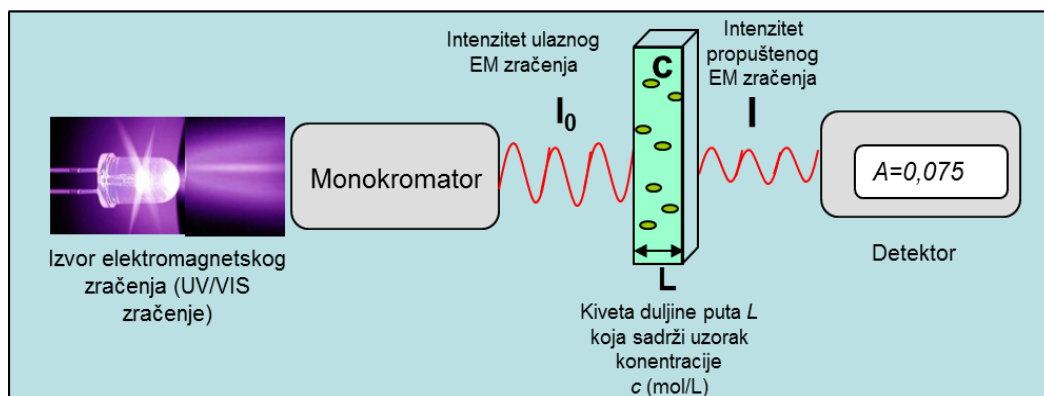 Intenzitet ulaznog
EM zračenja
I₀
Intenzitet
propuštenog
EM zračenja
I
c
Monokromator
A=0,075
Izvor elektromagnetskog
zračenja (UV/VIS
zračenje)
Detektor
L
Kiveta duljine puta L
koja sadrži uzorak
konentracije
c (mol/L)